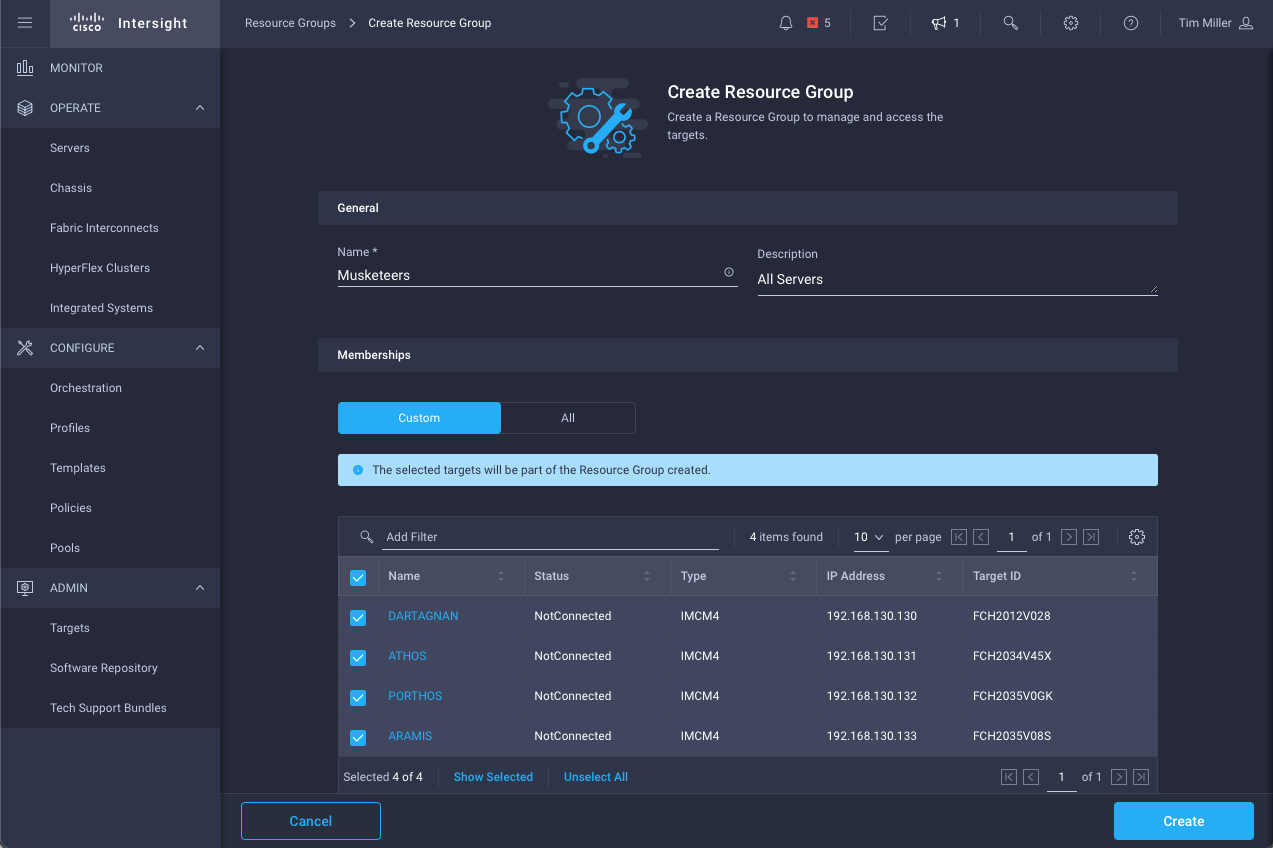 cisco Intersight
Resource Groups > Create Resource Group
5
1
Tim Miller
MONITOR
OPERATE
Servers
Chassis
Fabric Interconnects
HyperFlex Clusters
Integrated Systems
CONFIGURE
Orchestration
Profiles
Templates
Policies
Pools
ADMIN
Targets
Software Repository
Tech Support Bundles
Create Resource Group
Create a Resource Group to manage and access the
targets.
General
Name *
Musketeers
Description
All Servers
Memberships
Custom All
The selected targets will be part of the Resource Group created.
Add Filter 4 items found 10 per page 1 of 1
Name Status Type IP Address Target ID
DARTAGNAN NotConnected IMCM4 192.168.130.130 FCH2012V028
ATHOS NotConnected IMCM4 192.168.130.131 FCH2034V45X
PORTHOS NotConnected IMCM4 192.168.130.132 FCH2035V0GK
ARAMIS NotConnected IMCM4 192.168.130.133 FCH2035V08S
Selected 4 of 4 Show Selected Unselect All 1 of 1
Cancel Create